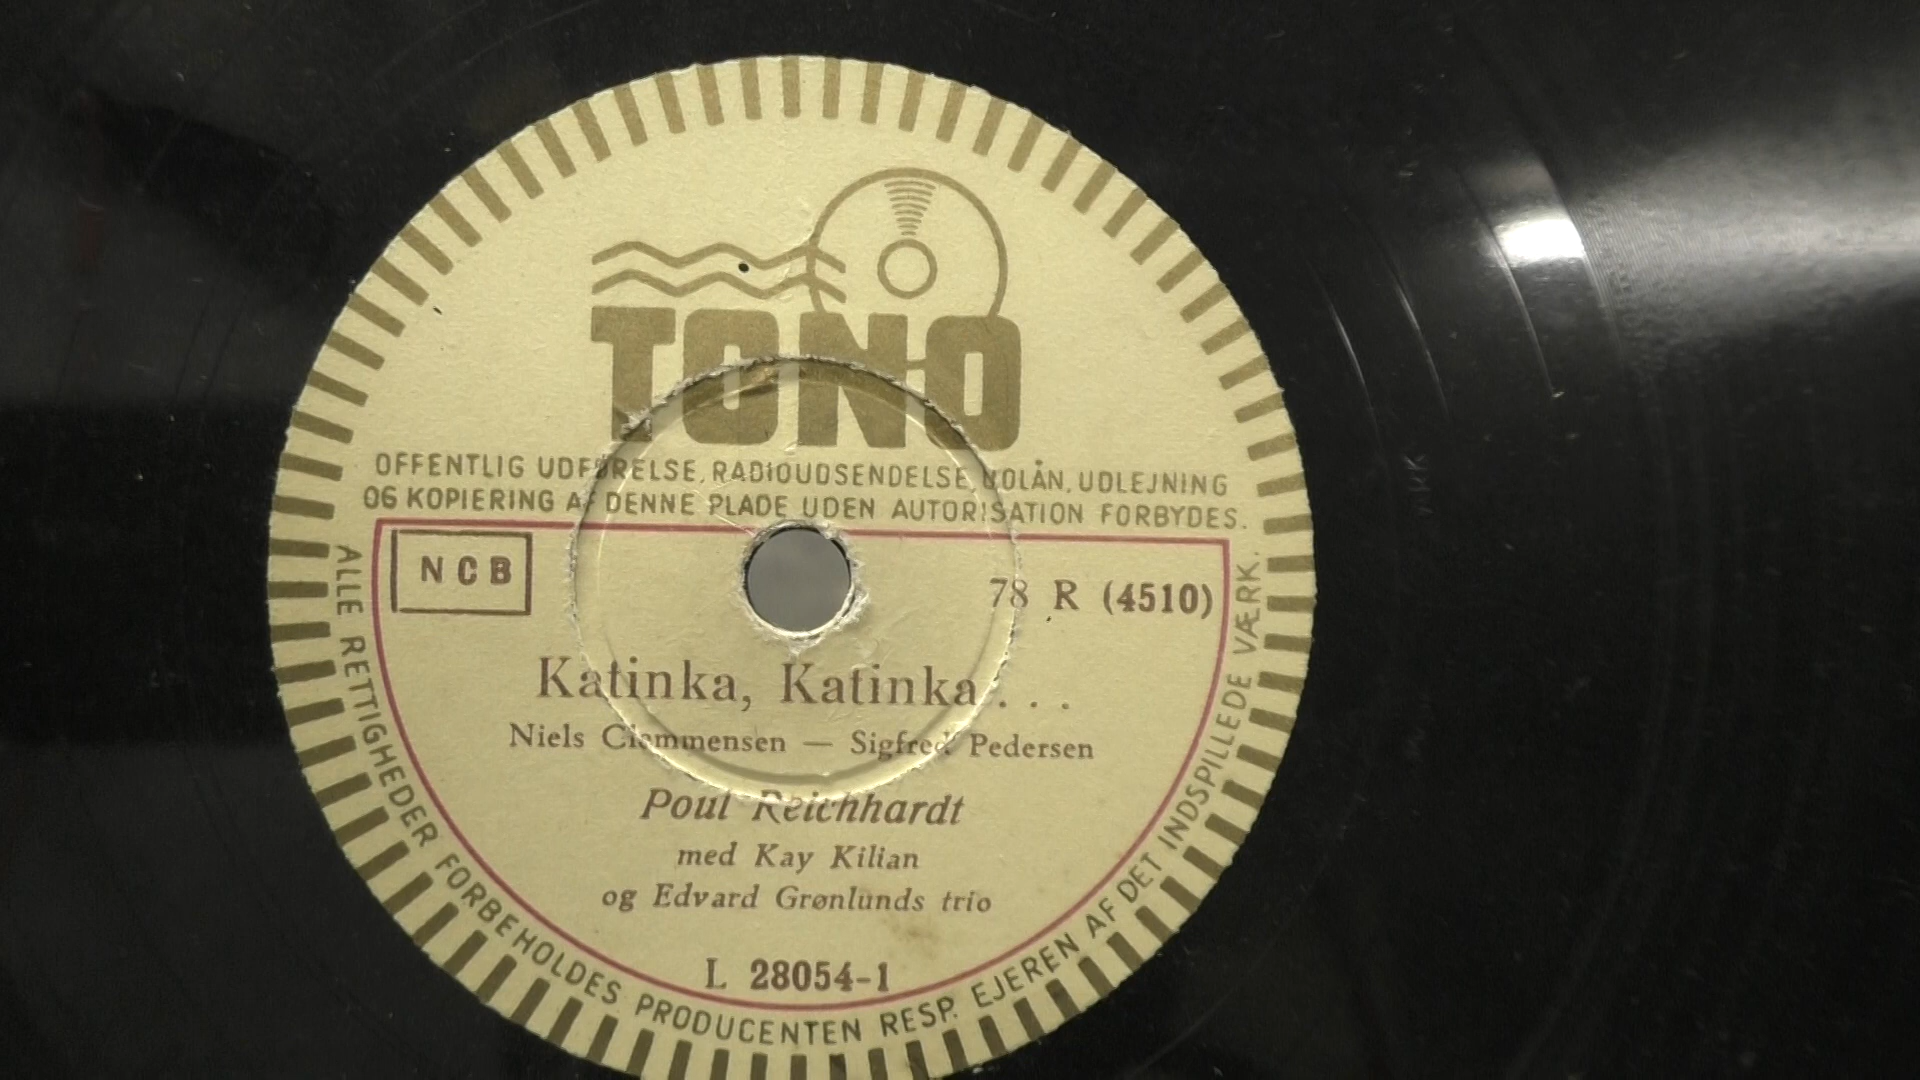 TONO
OFFENTLIG UDFØRELSE, RADIOUDSENDELSE, UDLÅN, UDLEJNING
OG KOPIERING AF DENNE PLADE UDEN AUTORISATION FORBYDES.
NCB
78 R (4510)
Katinka, Katinka . . .
Niels Clemmensen — Sigfred Pedersen
Poul Reichhardt
med Kay Kilian
og Edvard Grønlunds trio
L 28054-1
ALLE RETTIGHEDER FORBEHOLDES PRODUCENTEN RESP. EJEREN AF DET INDSPILLEDE VÆRK.